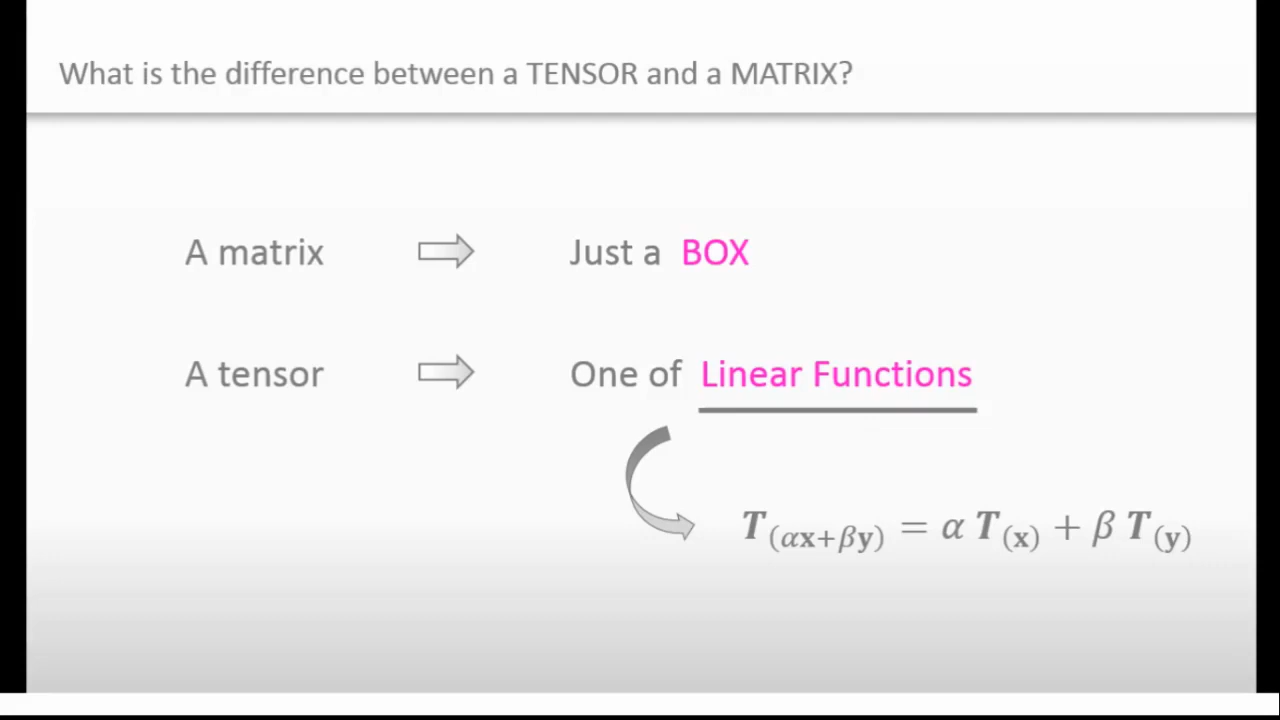 What is the difference between a TENSOR and a MATRIX?
A matrix ⇨ Just a BOX
A tensor ⇨ One of Linear Functions
T(αx+βy) = α T(x) + β T(y)